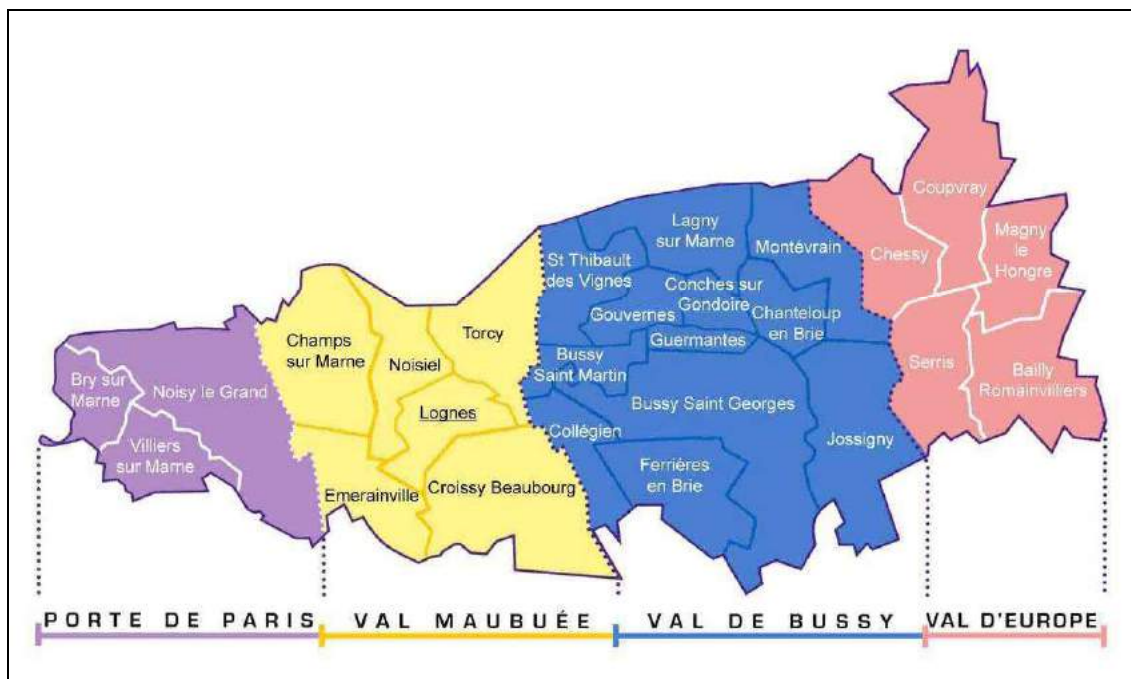 Coupvray
Lagny
sur Marne
Montévrain
Magny
le
Hongre
Chessy
St Thibault
des Vignes
Conches sur
Gondoire
Gouvernes
Chanteloup
en Brie
Torcy
Champs
sur Marne
Noisiel
Guermantes
Bussy
Saint Martin
Serris
Bailly
Romainvilliers
Bry sur
Marne
Noisy le Grand
Lognes
Bussy Saint Georges
Collégien
Jossigny
Villiers
sur Marne
Ferrières
en Brie
Emerainville
Croissy Beaubourg
PORTE DE PARIS
VAL MAUBUÉE
VAL DE BUSSY
VAL D'EUROPE